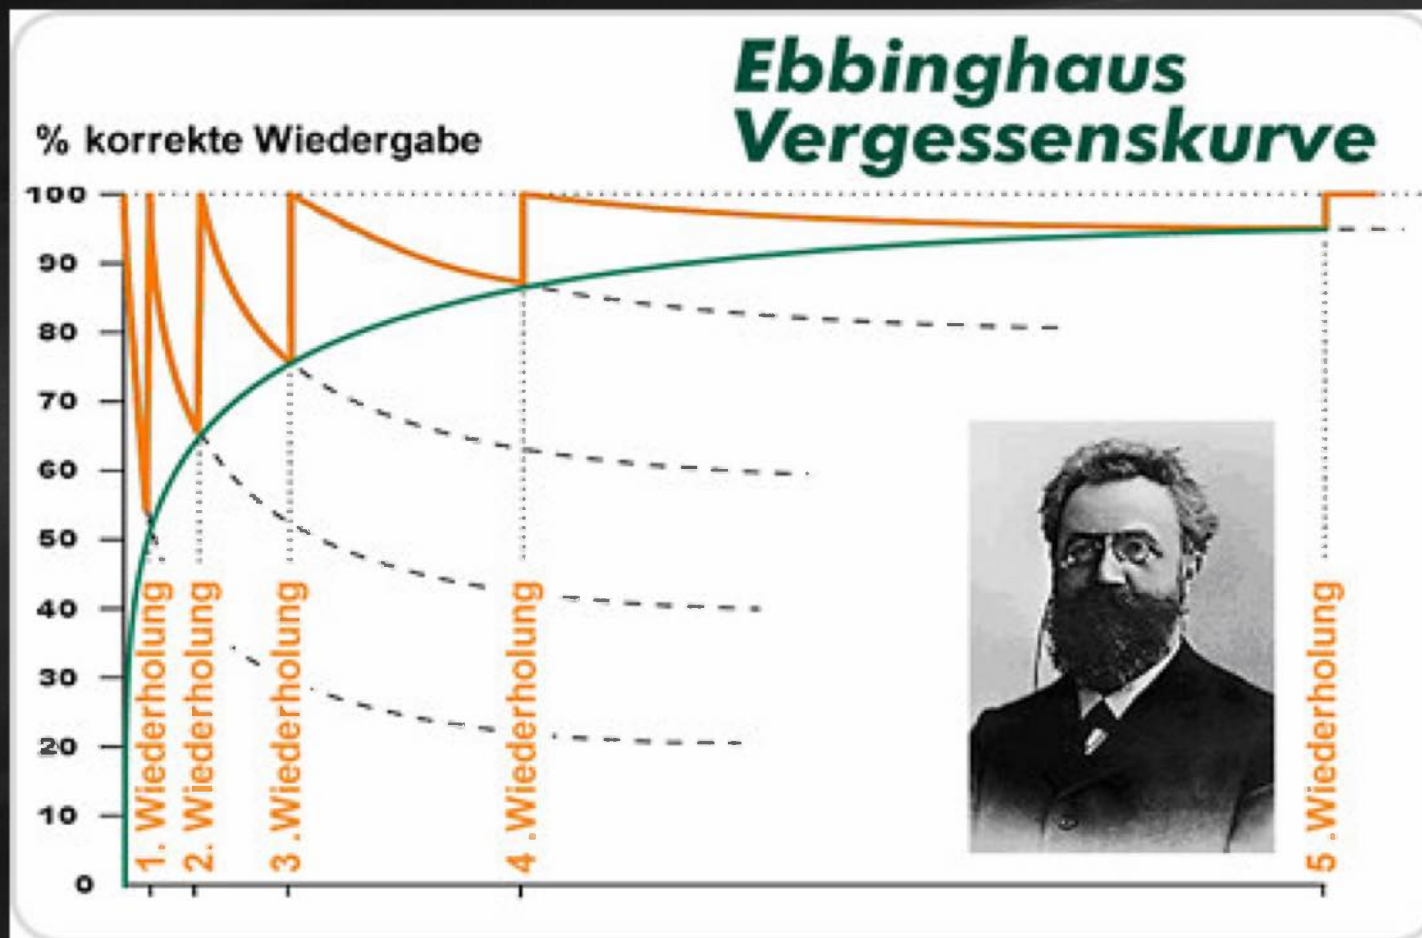 Ebbinghaus
Vergessenskurve
% korrekte Wiedergabe
100
90
80
70
60
50
40
30
20
10
0
1. Wiederholung
2. Wiederholung
3 .Wiederholung
4 .Wiederholung
5 .Wiederholung